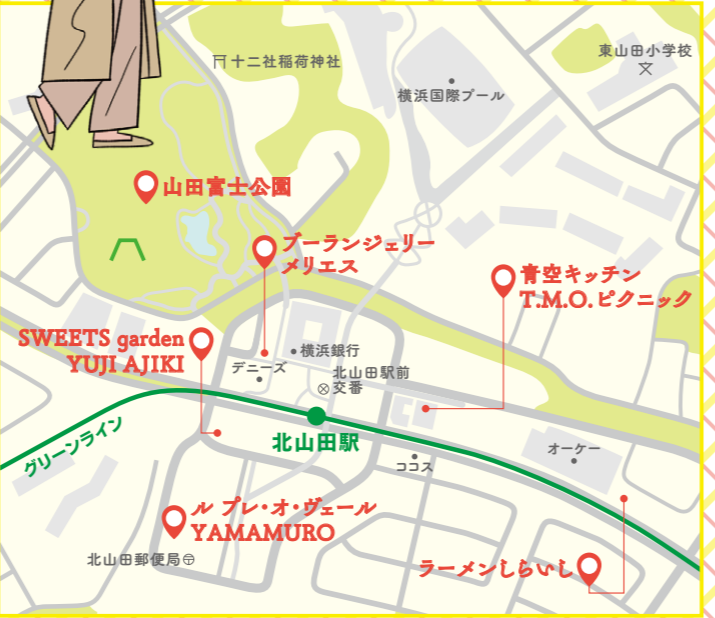 東山田小学校
十二社稲荷神社
横浜国際プール
山田富士公園
ブーランジェリー
メリエス
青空キッチン
T.M.O.ピクニック
SWEETS garden
YUJI AJIKI
横浜銀行
デニーズ
北山田駅前
交番
北山田駅
グリーンライン
ココス
オーケー
ル プレ・オ・ヴェール
YAMAMURO
北山田郵便局
ラーメンしらいし